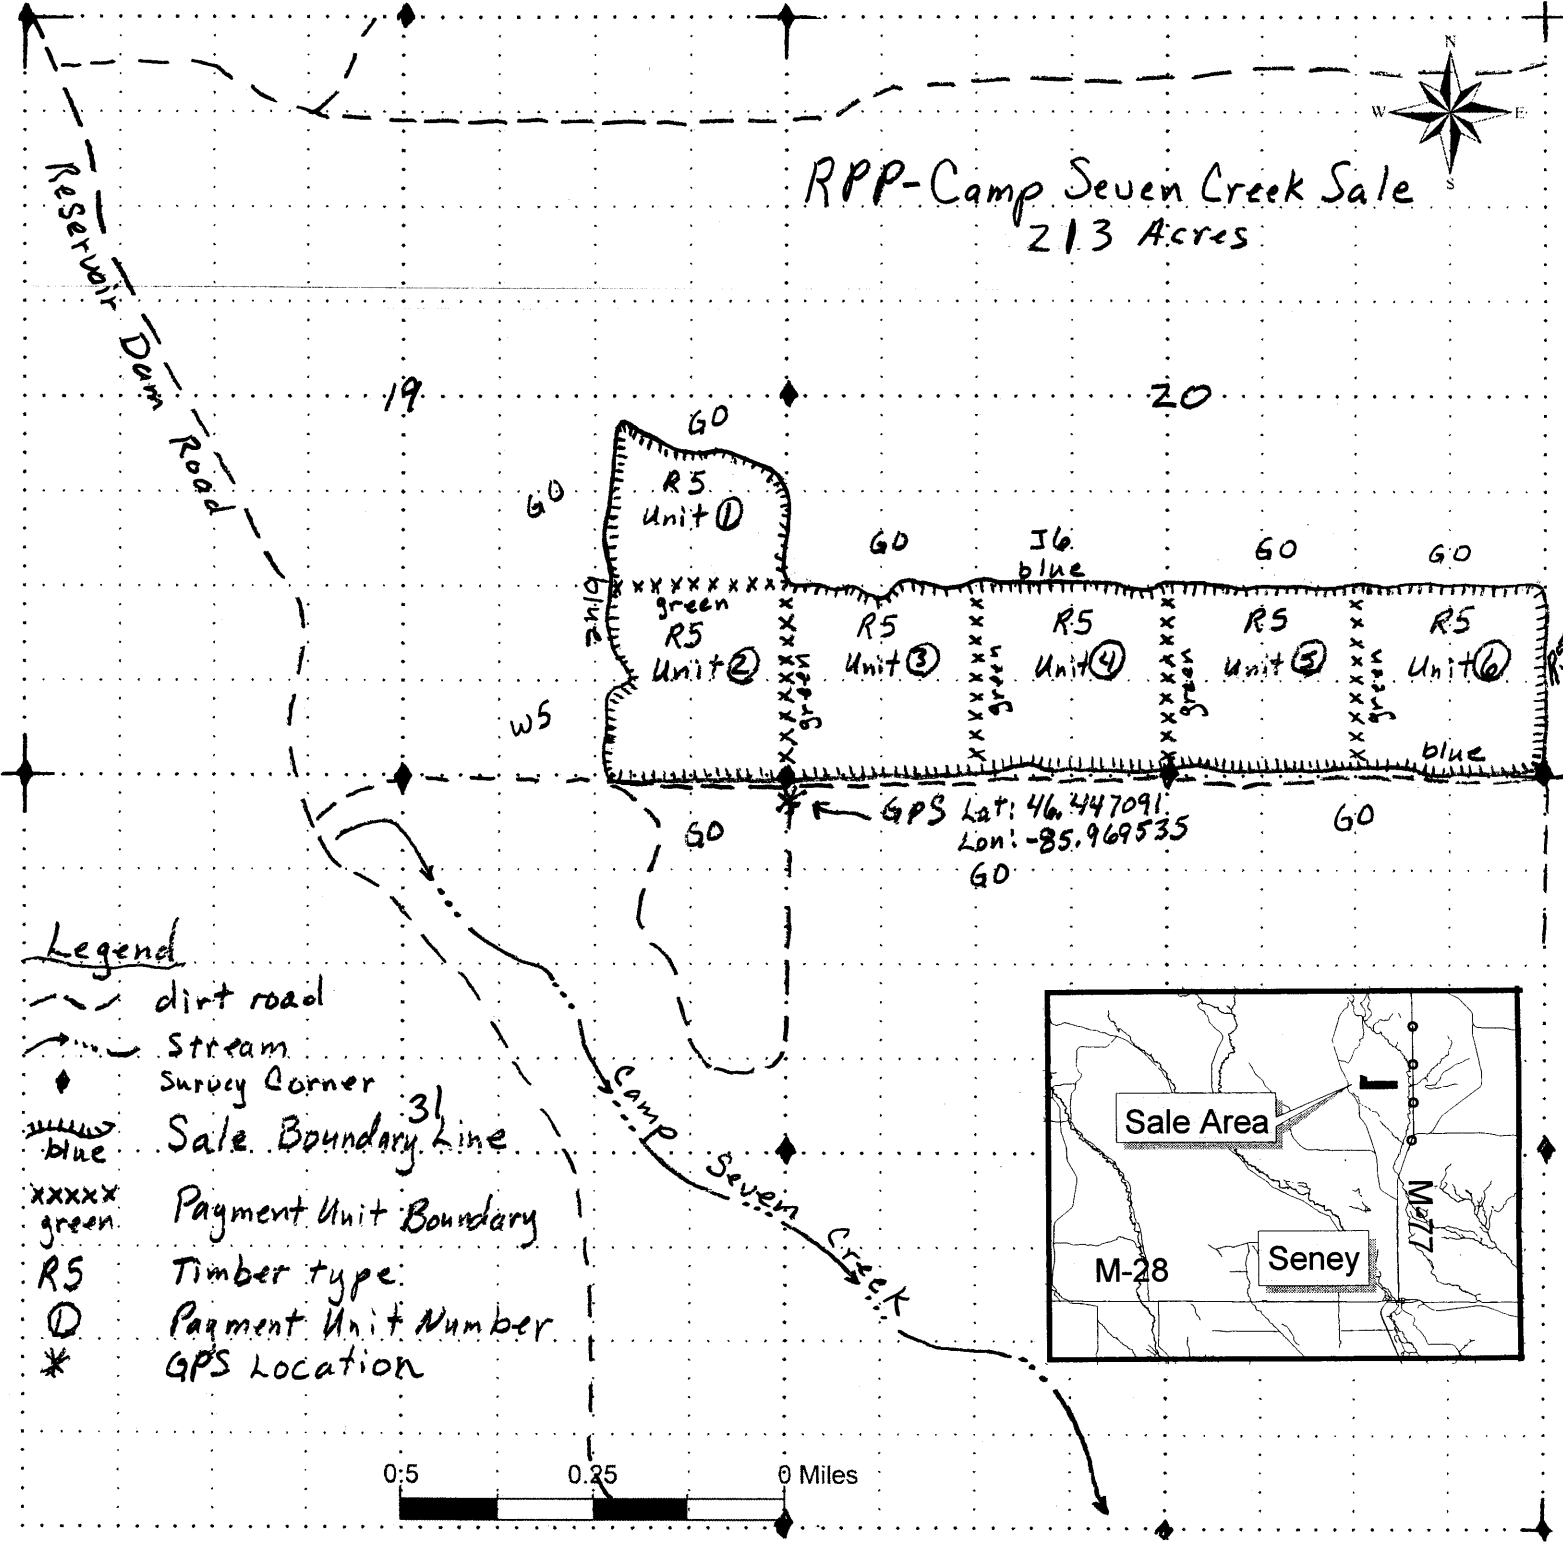 N
W E
S
RPP-Camp Seven Creek Sale
213 Acres
Reservoir Dam Road
19
20
GO
GO
R5
Unit 1
GO
J6
blue
GO
GO
blue
xxxxxxxx
green
R5
Unit 2
green
R5
Unit 3
green
R5
Unit 4
green
R5
Unit 5
green
R5
Unit 6
W5
blue
GO
GPS Lat: 46.447091
Lon: -85.969535
GO
GO
Legend
dirt road
stream
Survey Corner
31
blue
Sale Boundary Line
xxxxx
green
Payment Unit Boundary
R5 Timber type
1 Payment Unit Number
GPS Location
Camp Seven Creek
Sale Area
M-77
Seney
M-28
0.5 0.25 0 Miles